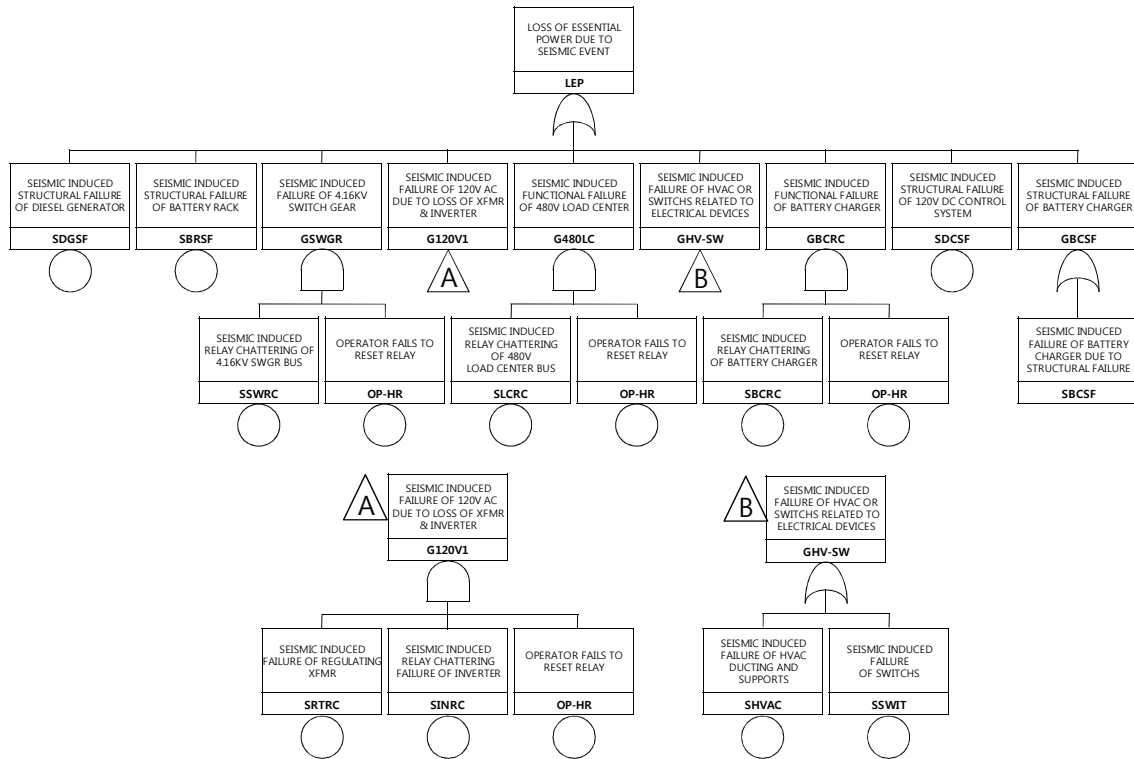 LOSS OF ESSENTIAL
POWER DUE TO
SEISMIC EVENT
LEP
SEISMIC INDUCED
STRUCTURAL FAILURE
OF DIESEL GENERATOR
SDGSF
SEISMIC INDUCED
STRUCTURAL FAILURE
OF BATTERY RACK
SBRSF
SEISMIC INDUCED
FAILURE OF 4.16KV
SWITCH GEAR
GSWGR
SEISMIC INDUCED
FAILURE OF 120V AC
DUE TO LOSS OF XFMR
& INVERTER
G120V1
A
SEISMIC INDUCED
FUNCTIONAL FAILURE
OF 480V LOAD CENTER
G480LC
SEISMIC INDUCED
FAILURE OF HVAC OR
SWITCHS RELATED TO
ELECTRICAL DEVICES
GHV-SW
B
SEISMIC INDUCED
FUNCTIONAL FAILURE
OF BATTERY CHARGER
GBCRC
SEISMIC INDUCED
STRUCTURAL FAILURE
OF 120V DC CONTROL
SYSTEM
SDCSF
SEISMIC INDUCED
STRUCTURAL FAILURE
OF BATTERY CHARGER
GBCSF
SEISMIC INDUCED
RELAY CHATTERING OF
4.16KV SWGR BUS
SSWRC
OPERATOR FAILS TO
RESET RELAY
OP-HR
SEISMIC INDUCED
RELAY CHATTERING
OF 480V
LOAD CENTER BUS
SLCRC
OPERATOR FAILS TO
RESET RELAY
OP-HR
SEISMIC INDUCED
RELAY CHATTERING
OF BATTERY CHARGER
SBCRC
OPERATOR FAILS TO
RESET RELAY
OP-HR
SEISMIC INDUCED
FAILURE OF BATTERY
CHARGER DUE TO
STRUCTURAL FAILURE
SBCSF
A
SEISMIC INDUCED
FAILURE OF 120V AC
DUE TO LOSS OF XFMR
& INVERTER
G120V1
B
SEISMIC INDUCED
FAILURE OF HVAC OR
SWITCHS RELATED TO
ELECTRICAL DEVICES
GHV-SW
SEISMIC INDUCED
FAILURE OF REGULATING
XFMR
SRTRC
SEISMIC INDUCED
RELAY CHATTERING
FAILURE OF INVERTER
SINRC
OPERATOR FAILS TO
RESET RELAY
OP-HR
SEISMIC INDUCED
FAILURE OF HVAC
DUCTING AND
SUPPORTS
SHVAC
SEISMIC INDUCED
FAILURE
OF SWITCHS
SSWIT